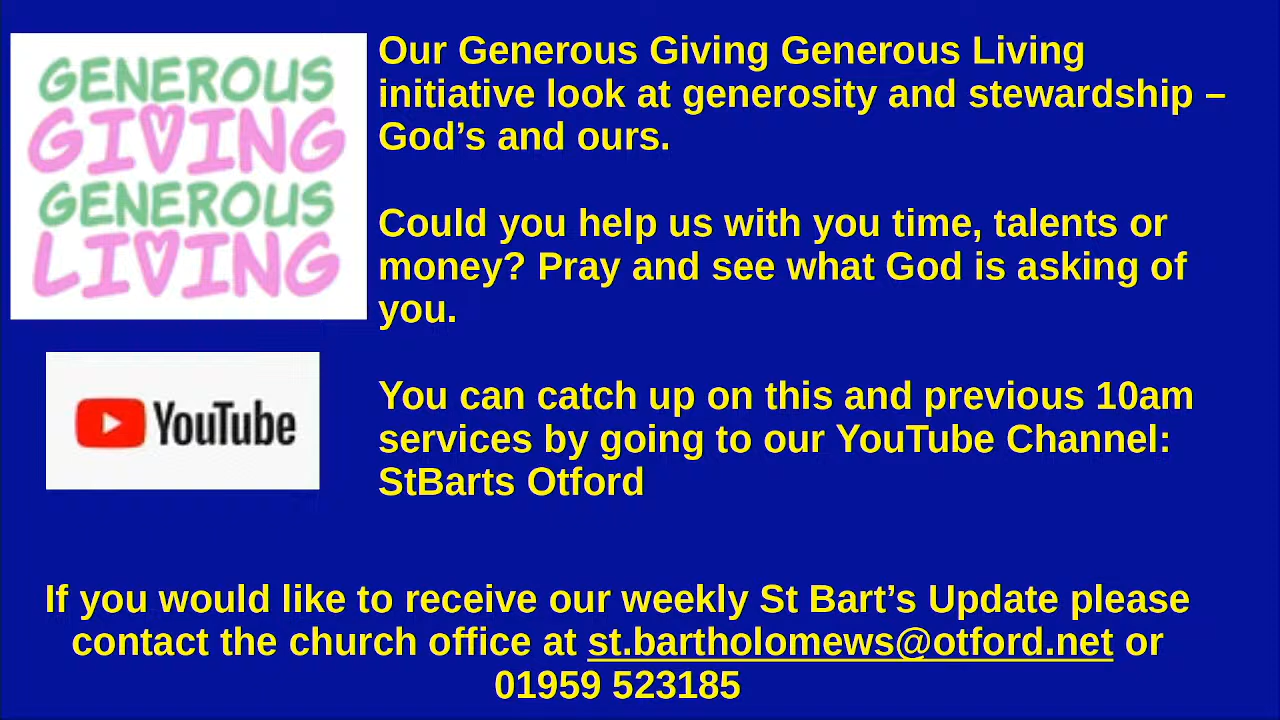 GENEROUS
GIVING
GENEROUS
LIVING
Our Generous Giving Generous Living
initiative look at generosity and stewardship –
God’s and ours.
Could you help us with you time, talents or
money? Pray and see what God is asking of
you.
YouTube
You can catch up on this and previous 10am
services by going to our YouTube Channel:
StBarts Otford
If you would like to receive our weekly St Bart’s Update please
contact the church office at st.bartholomews@otford.net or
01959 523185